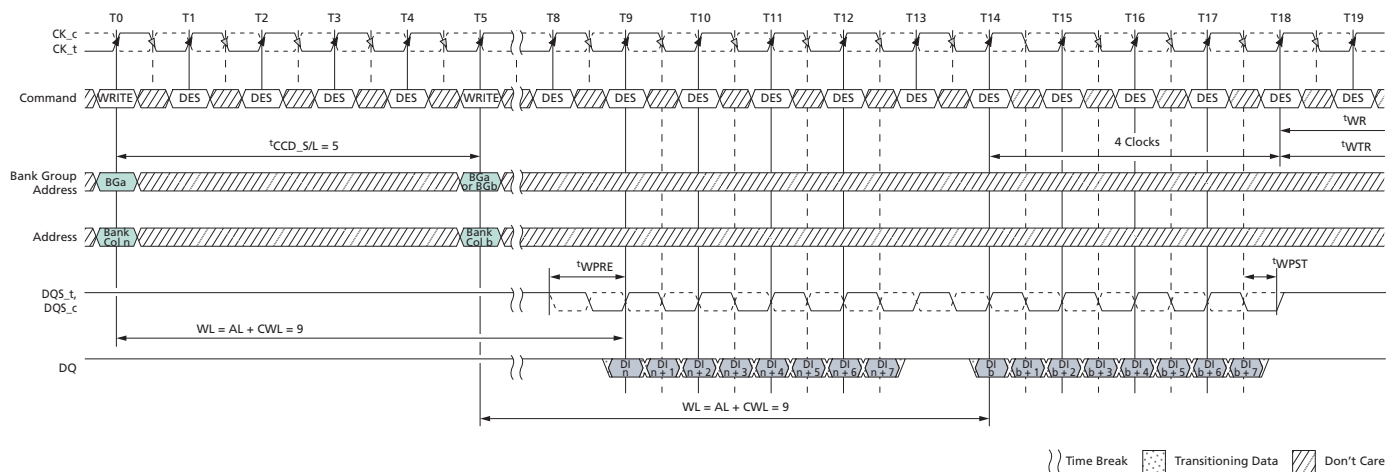 T0 T1 T2 T3 T4 T5 T8 T9 T10 T11 T12 T13 T14 T15 T16 T17 T18 T19
CK_c
CK_t
Command WRITE DES DES DES DES WRITE DES DES DES DES DES DES DES DES DES DES DES DES
tWR
tCCD_S/L = 5 4 Clocks tWTR
Bank Group
Address BGa BGa
or BGb
Address Bank
Col n Bank
Col b
tWPRE tWPST
DQS_t,
DQS_c
WL = AL + CWL = 9
DQ DI
n DI
n + 1 DI
n + 2 DI
n + 3 DI
n + 4 DI
n + 5 DI
n + 6 DI
n + 7 DI
b DI
b + 1 DI
b + 2 DI
b + 3 DI
b + 4 DI
b + 5 DI
b + 6 DI
b + 7
WL = AL + CWL = 9
Time Break Transitioning Data Don't Care